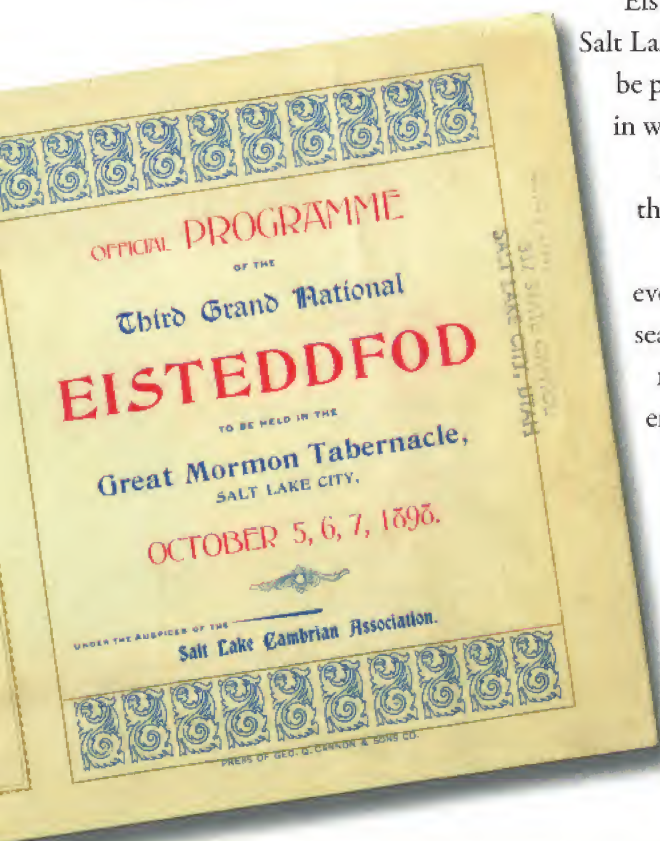 OFFICIAL PROGRAMME
OF THE
Third Grand National
EISTEDDFOD
TO BE HELD IN THE
Great Mormon Tabernacle,
SALT LAKE CITY,
OCTOBER 5, 6, 7, 1898.
UNDER THE AUSPICES OF THE
Salt Lake Cambrian Association.
PRESS OF GEO. Q. CANNON & SONS CO.
SALT LAKE CITY, UTAH
Eis
Salt La
be p
in w
th
eve
sea